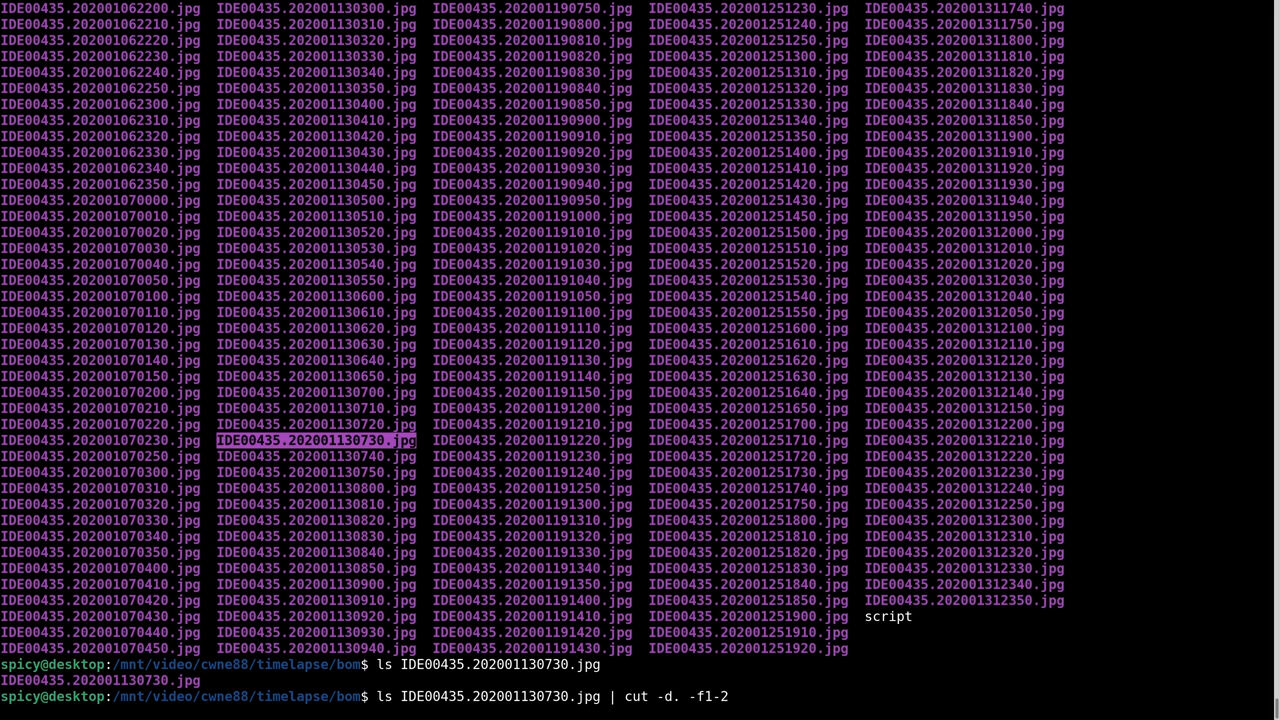 IDE00435.202001062200.jpg  IDE00435.202001130300.jpg  IDE00435.202001190750.jpg  IDE00435.202001251230.jpg  IDE00435.202001311740.jpg
IDE00435.202001062210.jpg  IDE00435.202001130310.jpg  IDE00435.202001190800.jpg  IDE00435.202001251240.jpg  IDE00435.202001311750.jpg
IDE00435.202001062220.jpg  IDE00435.202001130320.jpg  IDE00435.202001190810.jpg  IDE00435.202001251250.jpg  IDE00435.202001311800.jpg
IDE00435.202001062230.jpg  IDE00435.202001130330.jpg  IDE00435.202001190820.jpg  IDE00435.202001251300.jpg  IDE00435.202001311810.jpg
IDE00435.202001062240.jpg  IDE00435.202001130340.jpg  IDE00435.202001190830.jpg  IDE00435.202001251310.jpg  IDE00435.202001311820.jpg
IDE00435.202001062250.jpg  IDE00435.202001130350.jpg  IDE00435.202001190840.jpg  IDE00435.202001251320.jpg  IDE00435.202001311830.jpg
IDE00435.202001062300.jpg  IDE00435.202001130400.jpg  IDE00435.202001190850.jpg  IDE00435.202001251330.jpg  IDE00435.202001311840.jpg
IDE00435.202001062310.jpg  IDE00435.202001130410.jpg  IDE00435.202001190900.jpg  IDE00435.202001251340.jpg  IDE00435.202001311850.jpg
IDE00435.202001062320.jpg  IDE00435.202001130420.jpg  IDE00435.202001190910.jpg  IDE00435.202001251350.jpg  IDE00435.202001311900.jpg
IDE00435.202001062330.jpg  IDE00435.202001130430.jpg  IDE00435.202001190920.jpg  IDE00435.202001251400.jpg  IDE00435.202001311910.jpg
IDE00435.202001062340.jpg  IDE00435.202001130440.jpg  IDE00435.202001190930.jpg  IDE00435.202001251410.jpg  IDE00435.202001311920.jpg
IDE00435.202001062350.jpg  IDE00435.202001130450.jpg  IDE00435.202001190940.jpg  IDE00435.202001251420.jpg  IDE00435.202001311930.jpg
IDE00435.202001070000.jpg  IDE00435.202001130500.jpg  IDE00435.202001190950.jpg  IDE00435.202001251430.jpg  IDE00435.202001311940.jpg
IDE00435.202001070010.jpg  IDE00435.202001130510.jpg  IDE00435.202001191000.jpg  IDE00435.202001251450.jpg  IDE00435.202001311950.jpg
IDE00435.202001070020.jpg  IDE00435.202001130520.jpg  IDE00435.202001191010.jpg  IDE00435.202001251500.jpg  IDE00435.202001312000.jpg
IDE00435.202001070030.jpg  IDE00435.202001130530.jpg  IDE00435.202001191020.jpg  IDE00435.202001251510.jpg  IDE00435.202001312010.jpg
IDE00435.202001070040.jpg  IDE00435.202001130540.jpg  IDE00435.202001191030.jpg  IDE00435.202001251520.jpg  IDE00435.202001312020.jpg
IDE00435.202001070050.jpg  IDE00435.202001130550.jpg  IDE00435.202001191040.jpg  IDE00435.202001251530.jpg  IDE00435.202001312030.jpg
IDE00435.202001070100.jpg  IDE00435.202001130600.jpg  IDE00435.202001191050.jpg  IDE00435.202001251540.jpg  IDE00435.202001312040.jpg
IDE00435.202001070110.jpg  IDE00435.202001130610.jpg  IDE00435.202001191100.jpg  IDE00435.202001251550.jpg  IDE00435.202001312050.jpg
IDE00435.202001070120.jpg  IDE00435.202001130620.jpg  IDE00435.202001191110.jpg  IDE00435.202001251600.jpg  IDE00435.202001312100.jpg
IDE00435.202001070130.jpg  IDE00435.202001130630.jpg  IDE00435.202001191120.jpg  IDE00435.202001251610.jpg  IDE00435.202001312110.jpg
IDE00435.202001070140.jpg  IDE00435.202001130640.jpg  IDE00435.202001191130.jpg  IDE00435.202001251620.jpg  IDE00435.202001312120.jpg
IDE00435.202001070150.jpg  IDE00435.202001130650.jpg  IDE00435.202001191140.jpg  IDE00435.202001251630.jpg  IDE00435.202001312130.jpg
IDE00435.202001070200.jpg  IDE00435.202001130700.jpg  IDE00435.202001191150.jpg  IDE00435.202001251640.jpg  IDE00435.202001312140.jpg
IDE00435.202001070210.jpg  IDE00435.202001130710.jpg  IDE00435.202001191200.jpg  IDE00435.202001251650.jpg  IDE00435.202001312150.jpg
IDE00435.202001070220.jpg  IDE00435.202001130720.jpg  IDE00435.202001191210.jpg  IDE00435.202001251700.jpg  IDE00435.202001312200.jpg
IDE00435.202001070230.jpg  IDE00435.202001130730.jpg  IDE00435.202001191220.jpg  IDE00435.202001251710.jpg  IDE00435.202001312210.jpg
IDE00435.202001070250.jpg  IDE00435.202001130740.jpg  IDE00435.202001191230.jpg  IDE00435.202001251720.jpg  IDE00435.202001312220.jpg
IDE00435.202001070300.jpg  IDE00435.202001130750.jpg  IDE00435.202001191240.jpg  IDE00435.202001251730.jpg  IDE00435.202001312230.jpg
IDE00435.202001070310.jpg  IDE00435.202001130800.jpg  IDE00435.202001191250.jpg  IDE00435.202001251740.jpg  IDE00435.202001312240.jpg
IDE00435.202001070320.jpg  IDE00435.202001130810.jpg  IDE00435.202001191300.jpg  IDE00435.202001251750.jpg  IDE00435.202001312250.jpg
IDE00435.202001070330.jpg  IDE00435.202001130820.jpg  IDE00435.202001191310.jpg  IDE00435.202001251800.jpg  IDE00435.202001312300.jpg
IDE00435.202001070340.jpg  IDE00435.202001130830.jpg  IDE00435.202001191320.jpg  IDE00435.202001251810.jpg  IDE00435.202001312310.jpg
IDE00435.202001070350.jpg  IDE00435.202001130840.jpg  IDE00435.202001191330.jpg  IDE00435.202001251820.jpg  IDE00435.202001312320.jpg
IDE00435.202001070400.jpg  IDE00435.202001130850.jpg  IDE00435.202001191340.jpg  IDE00435.202001251830.jpg  IDE00435.202001312330.jpg
IDE00435.202001070410.jpg  IDE00435.202001130900.jpg  IDE00435.202001191350.jpg  IDE00435.202001251840.jpg  IDE00435.202001312340.jpg
IDE00435.202001070420.jpg  IDE00435.202001130910.jpg  IDE00435.202001191400.jpg  IDE00435.202001251850.jpg  IDE00435.202001312350.jpg
IDE00435.202001070430.jpg  IDE00435.202001130920.jpg  IDE00435.202001191410.jpg  IDE00435.202001251900.jpg  script
IDE00435.202001070440.jpg  IDE00435.202001130930.jpg  IDE00435.202001191420.jpg  IDE00435.202001251910.jpg
IDE00435.202001070450.jpg  IDE00435.202001130940.jpg  IDE00435.202001191430.jpg  IDE00435.202001251920.jpg
spicy@desktop:/mnt/video/cwne88/timelapse/bom$ ls IDE00435.202001130730.jpg
IDE00435.202001130730.jpg
spicy@desktop:/mnt/video/cwne88/timelapse/bom$ ls IDE00435.202001130730.jpg | cut -d. -f1-2